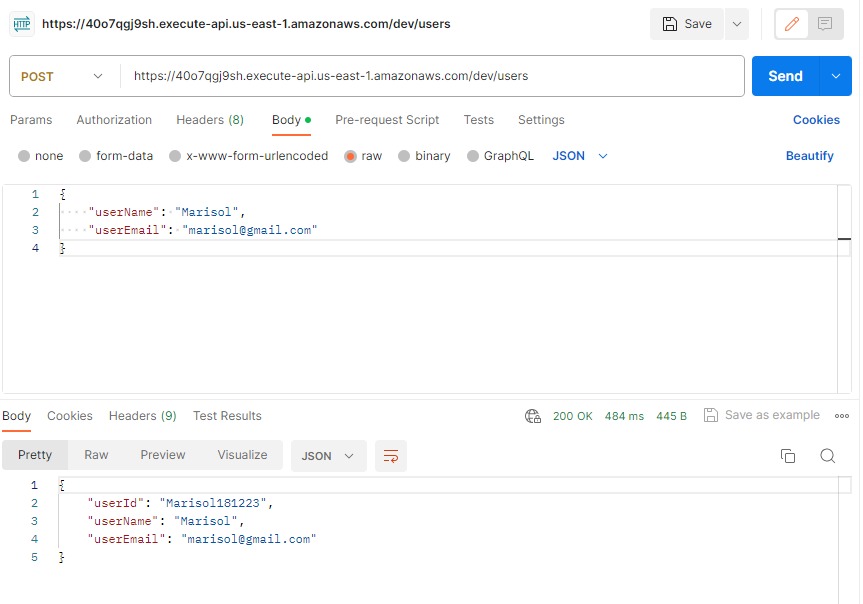 HTTP https://40o7qgj9sh.execute-api.us-east-1.amazonaws.com/dev/users Save
POST https://40o7qgj9sh.execute-api.us-east-1.amazonaws.com/dev/users Send
Params Authorization Headers (8) Body Pre-request Script Tests Settings Cookies
none form-data x-www-form-urlencoded raw binary GraphQL JSON Beautify
1 {
2 "userName": "Marisol",
3 "userEmail": "marisol@gmail.com"
4 }
Body Cookies Headers (9) Test Results 200 OK 484 ms 445 B Save as example
Pretty Raw Preview Visualize JSON
1 {
2 "userId": "Marisol181223",
3 "userName": "Marisol",
4 "userEmail": "marisol@gmail.com"
5 }